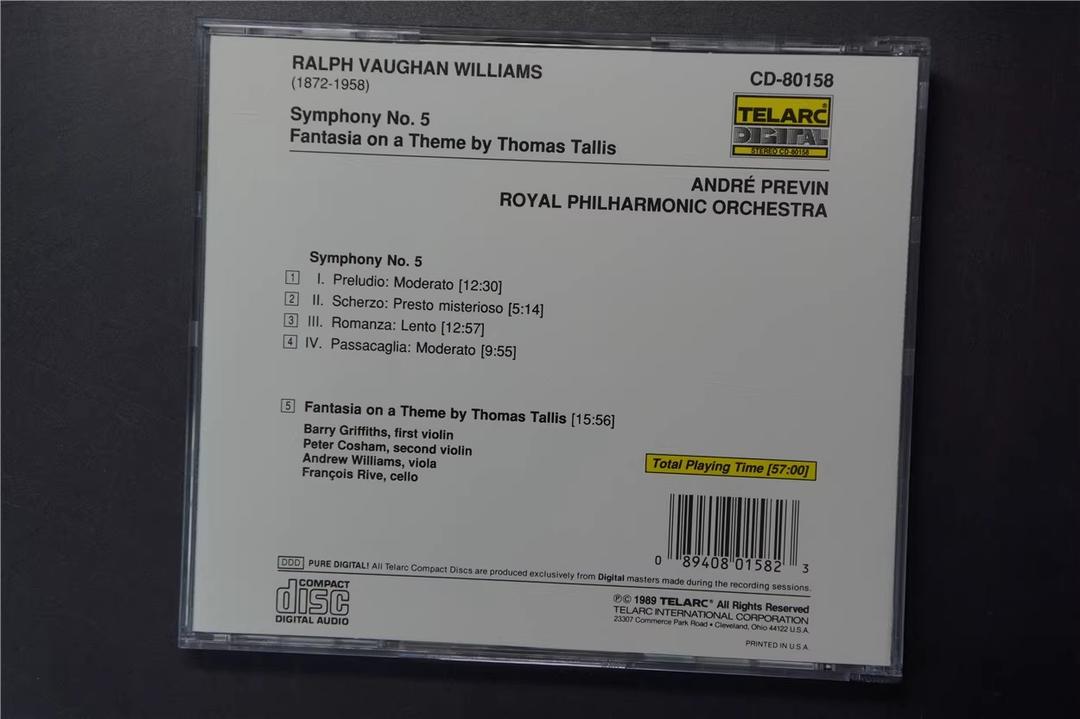 RALPH VAUGHAN WILLIAMS
(1872-1958)
CD-80158
Symphony No. 5
Fantasia on a Theme by Thomas Tallis
TELARC®
DIGITAL
STEREO CD-80158
ANDRÉ PREVIN
ROYAL PHILHARMONIC ORCHESTRA
Symphony No. 5
1 I. Preludio: Moderato [12:30]
2 II. Scherzo: Presto misterioso [5:14]
3 III. Romanza: Lento [12:57]
4 IV. Passacaglia: Moderato [9:55]
5 Fantasia on a Theme by Thomas Tallis [15:56]
Barry Griffiths, first violin
Peter Cosham, second violin
Andrew Williams, viola
François Rive, cello
Total Playing Time [57:00]
0 89408 01582 3
DDD PURE DIGITAL! All Telarc Compact Discs are produced exclusively from Digital masters made during the recording sessions.
COMPACT
disc
DIGITAL AUDIO
℗© 1989 TELARC® All Rights Reserved
TELARC INTERNATIONAL CORPORATION
23307 Commerce Park Road • Cleveland, Ohio 44122 U.S.A.
PRINTED IN U.S.A.